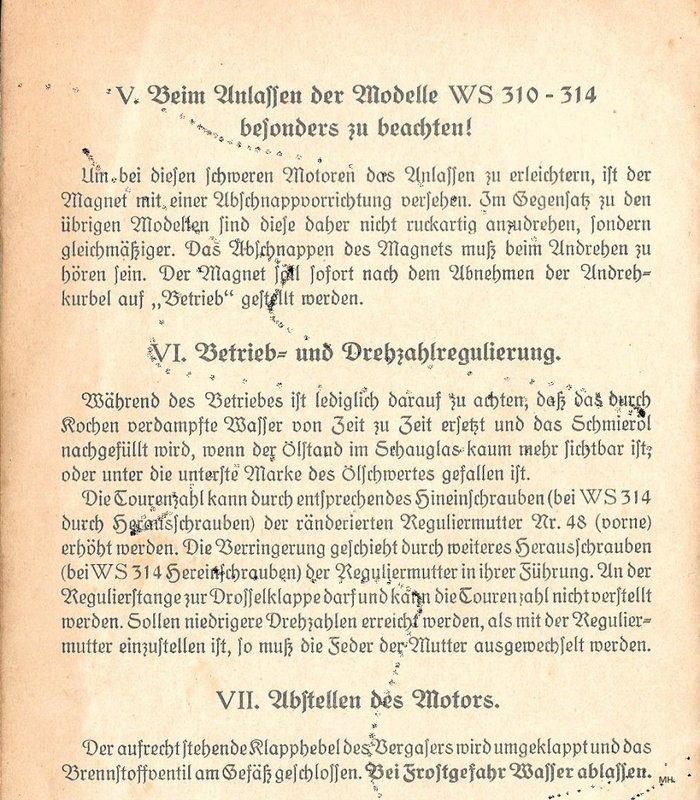 V. Beim Anlassen der Modelle WS 310 - 314
besonders zu beachten!
Um bei diesen schweren Motoren das Anlassen zu erleichtern, ist der
Magnet mit einer Abschnappvorrichtung versehen. Im Gegensatz zu den
übrigen Modellen sind diese daher nicht ruckartig anzudrehen, sondern
gleichmäßiger. Das Abschnappen des Magnets muß beim Andrehen zu
hören sein. Der Magnet soll sofort nach dem Abnehmen der Andreh-
kurbel auf „Betrieb“ gestellt werden.
VI. Betrieb- und Drehzahlregulierung.
Während des Betriebes ist lediglich darauf zu achten, daß das durch
Kochen verdampfte Wasser von Zeit zu Zeit ersetzt und das Schmieröl
nachgefüllt wird, wenn der Ölstand im Schauglas kaum mehr sichtbar ist,
oder unter die unterste Marke des Ölschwertes gefallen ist.
Die Tourenzahl kann durch entsprechendes Hineinschrauben (bei WS 314
durch Herausschrauben) der ränderierten Reguliermutter Nr. 48 (vorne)
erhöht werden. Die Verringerung geschieht durch weiteres Herausschrauben
(bei WS 314 Hereinschrauben) der Reguliermutter in ihrer Führung. An der
Regulierstange zur Drosselklappe darf und kann die Tourenzahl nicht verstellt
werden. Sollen niedrigere Drehzahlen erreicht werden, als mit der Regulier-
mutter einzustellen ist, so muß die Feder der Mutter ausgewechselt werden.
VII. Abstellen des Motors.
Der aufrecht stehende Klapphebel des Vergasers wird umgeklappt und das
Brennstoffventil am Gefäß geschlossen. Bei Frostgefahr Wasser ablassen.
MH.